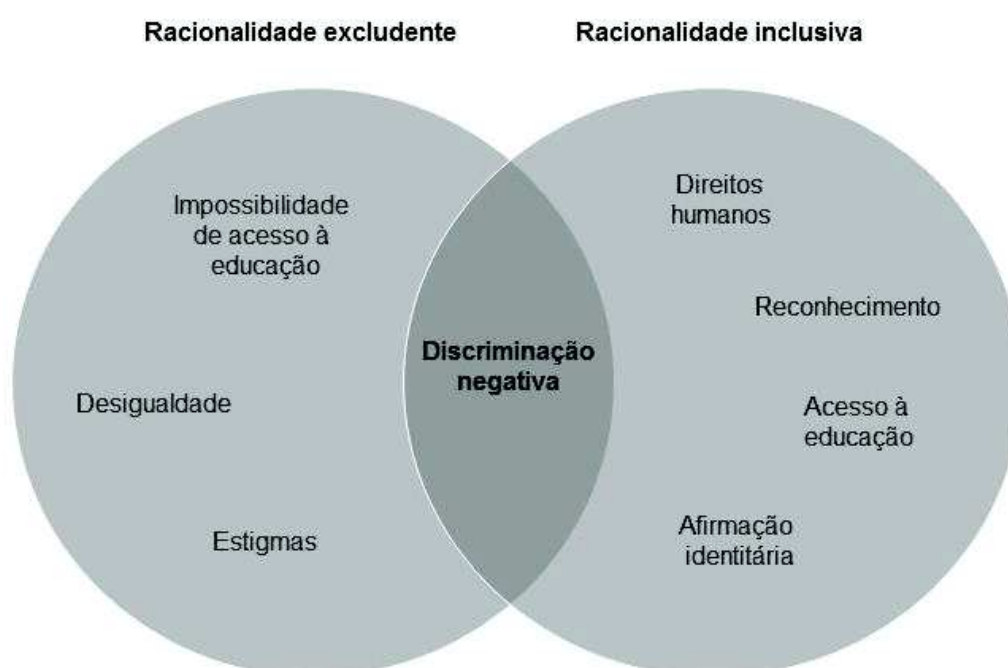 Racionalidade excludente
Racionalidade inclusiva
Impossibilidade
de acesso à
educação
Desigualdade
Estigmas
Discriminação
negativa
Direitos
humanos
Reconhecimento
Acesso à
educação
Afirmação
identitária